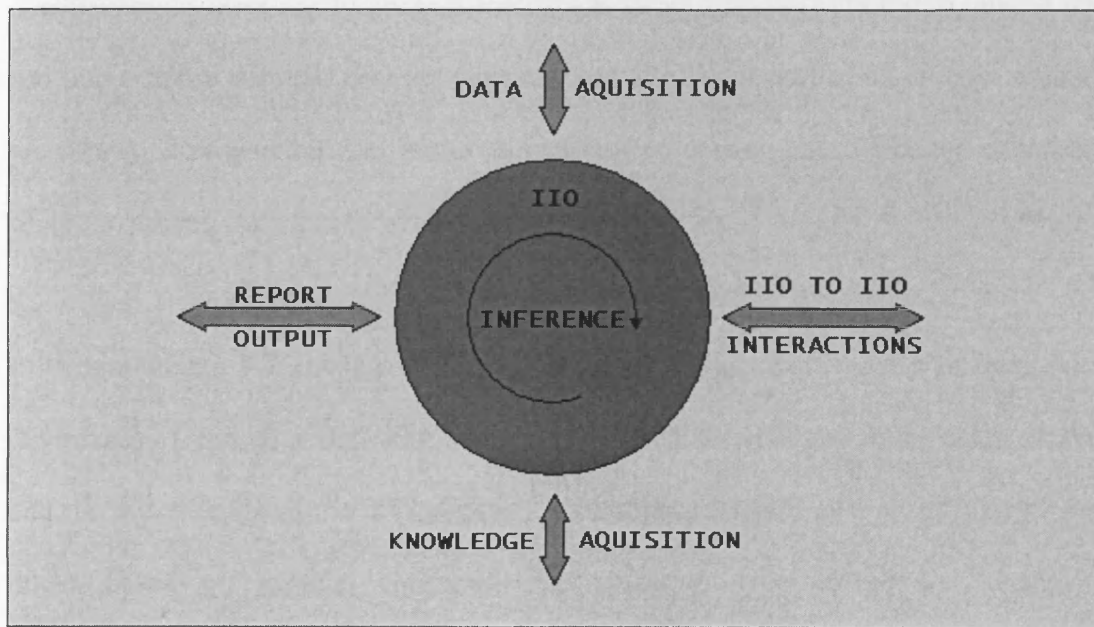 DATA AQUISITION
IIO
REPORT
OUTPUT
INFERENCE
IIO TO IIO
INTERACTIONS
KNOWLEDGE AQUISITION